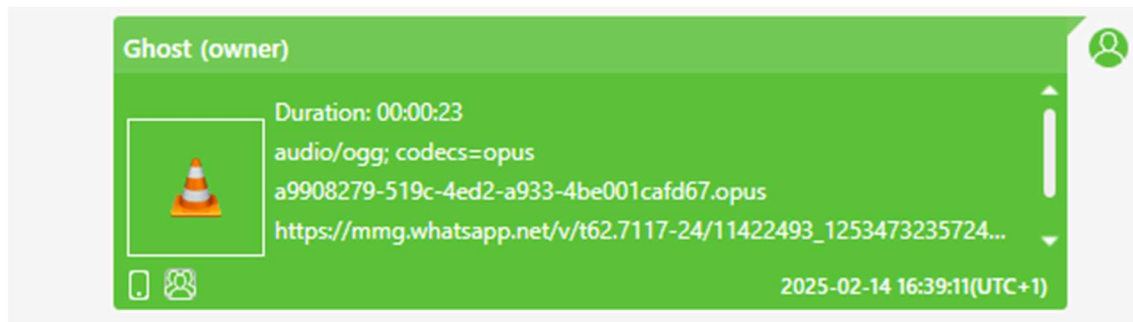 Ghost (owner)
Duration: 00:00:23
audio/ogg; codecs=opus
a9908279-519c-4ed2-a933-4be001cafd67.opus
https://mmg.whatsapp.net/v/t62.7117-24/11422493_1253473235724...
2025-02-14 16:39:11(UTC+1)